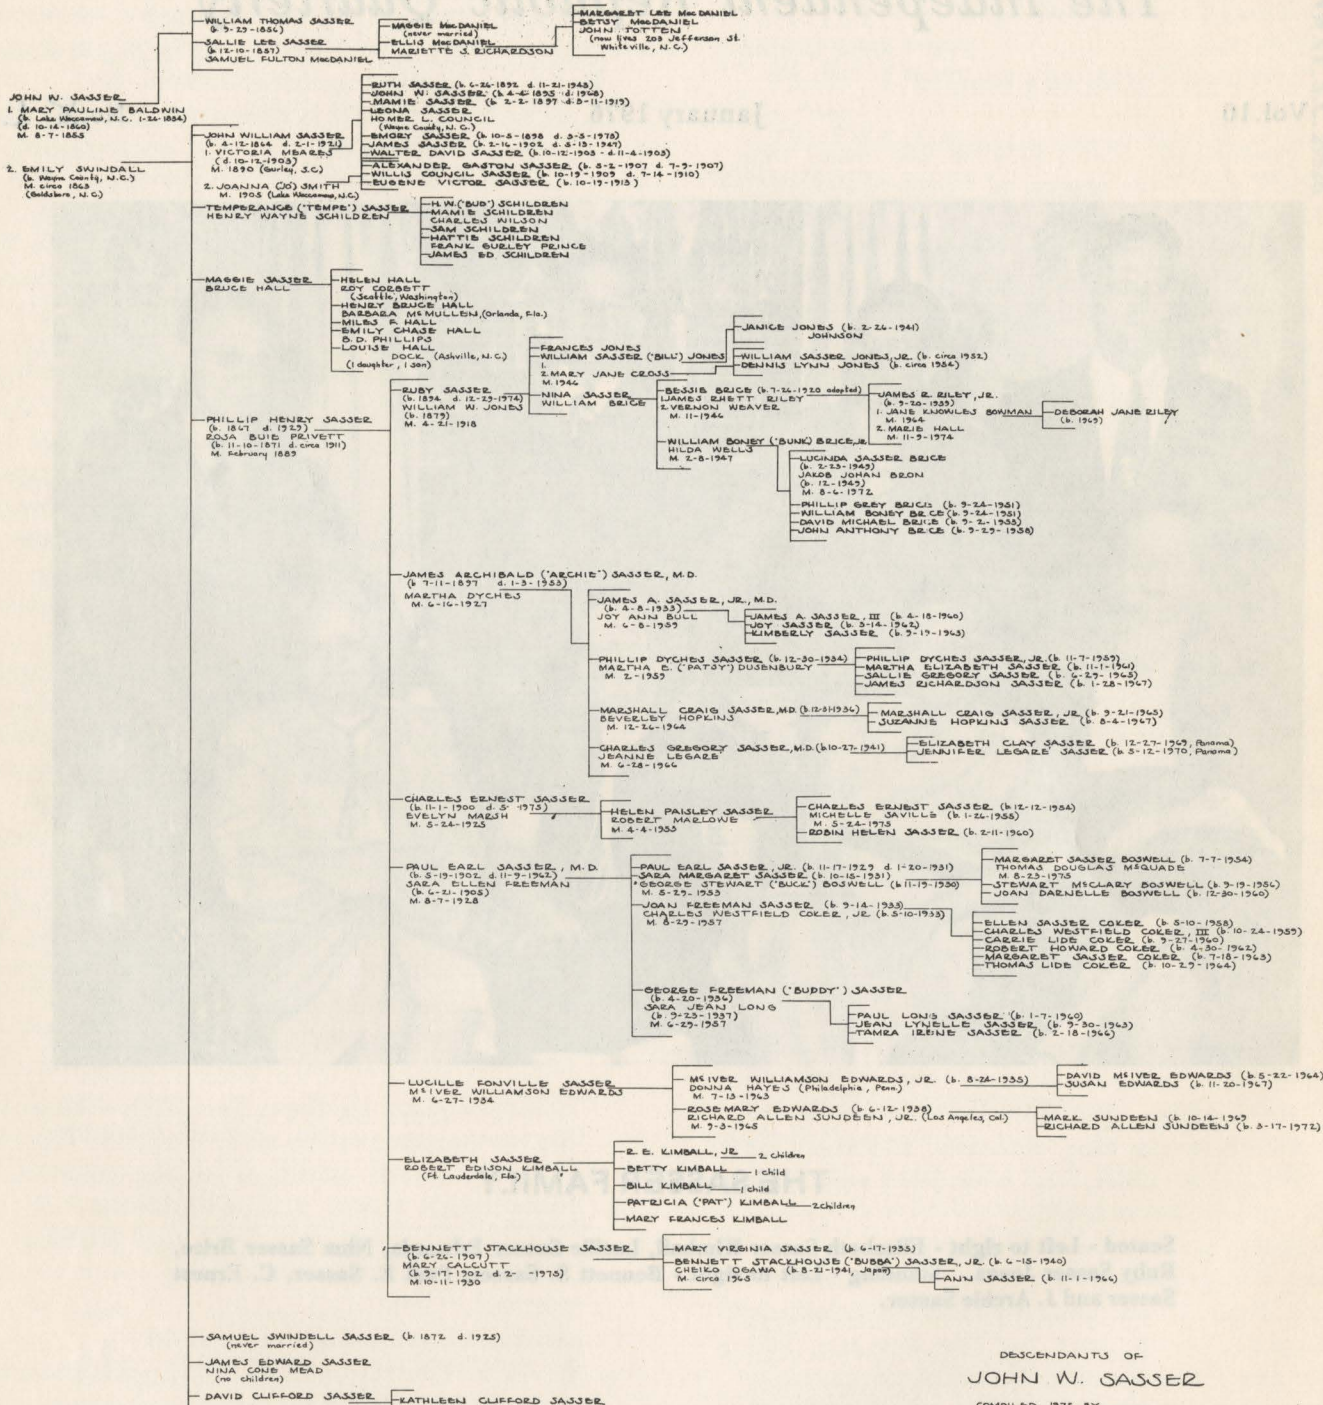 WILLIAM THOMAS SASSER
(b. 9-29-1856)
SALLIE LEE SASSER
(b 12-10-1857)
SAMUEL FULTON MacDANIEL
MAGGIE MacDANIEL
(never married)
ELLIS MacDANIEL
MARIETTE S. RICHARDSON
MARGARET LEE MacDANIEL
BETSY MacDANIEL
JOHN TOTTEN
(now lives 203 Jefferson St.
Whiteville, N.C.)
JOHN W. SASSER
1. MARY PAULINE BALDWIN
(b. Lake Waccamaw, N.C. 1-26-1834)
(d. 10-14-1860)
M. 8-7-1855
2. EMILY SWINDALL
(b. Wayne County, N.C.)
M. circa 1863
(Goldsboro, N.C.)
JOHN WILLIAM SASSER
(b. 4-12-1864 d. 2-1-1921)
1. VICTORIA MEARES
(d. 10-12-1903)
M. 1890 (Gurley, S.C.)
2. JOANNA (JO) SMITH
M. 1905 (Lake Waccamaw, N.C.)
RUTH SASSER (b. 6-26-1892 d. 11-21-1943)
JOHN W. SASSER (b. 4-4-1895 d. 1968)
MAMIE SASSER (b 2-2-1897 d. 3-11-1919)
LEONA SASSER
HOMER L. COUNCIL
(Wayne County, N.C.)
EMORY SASSER (b. 10-5-1898 d. 5-5-1975)
JAMES SASSER (b. 2-16-1902 d. 5-13-1947)
WALTER DAVID SASSER (b. 10-12-1903 - d. 11-4-1903)
ALEXANDER GASTON SASSER (b. 5-2-1907 d. 7-9-1907)
WILLIS COUNCIL SASSER (b. 10-19-1909 d. 7-14-1910)
EUGENE VICTOR SASSER (b. 10-19-1913)
TEMPERANCE ("TEMPE") SASSER
HENRY WAYNE SCHILDREN
H.W. ("BUD") SCHILDREN
MAMIE SCHILDREN
CHARLES WILSON
SAM SCHILDREN
HATTIE SCHILDREN
FRANK GURLEY PRINCE
JAMES ED SCHILDREN
MAGGIE SASSER
BRUCE HALL
HELEN HALL
ROY CORBETT
(Seattle, Washington)
HENRY BRUCE HALL
BARBARA McMULLEN, (Orlando, Fla.)
MILES F. HALL
EMILY CHASE HALL
B.D. PHILLIPS
LOUISE HALL
DOCK (Ashville, N.C.)
(1 daughter, 1 son)
PHILLIP HENRY SASSER
(b. 1867 d. 1929)
ROSA BUIE PRIVETT
(b. 11-10-1871 d. circa 1911)
M. February 1889
RUBY SASSER
(b. 1894 d. 12-29-1974)
WILLIAM W. JONES
(b. 1879)
M. 4-21-1918
FRANCES JONES
WILLIAM SASSER ("BILL") JONES
1.
2. MARY JANE CROSS
M. 1946
JANICE JONES (b. 2-26-1941)
JOHNSON
WILLIAM SASSER JONES, JR. (b. circa 1952)
DENNIS LYNN JONES (b. circa 1954)
NINA SASSER
WILLIAM BRICE
BESSIE BRICE (b. 7-26-1920 adopted)
1. JAMES RHETT RILEY
2. VERNON WEAVER
M. 11-1946
JAMES R. RILEY, JR.
(b. 9-20-1939)
1. JANE KNOWLES BOWMAN
M. 1964
2. MARIE HALL
M. 11-9-1974
DEBORAH JANE RILEY
(b. 1969)
WILLIAM BONEY ("BUNK") BRICE, JR.
HILDA WELLS
M. 2-8-1947
LUCINDA SASSER BRICE
(b. 2-23-1949)
JAKOB JOHAN BRON
(b. 12-1949)
M. 8-6-1972
PHILLIP GREY BRICE (b. 9-24-1951)
WILLIAM BONEY BRICE (b. 9-24-1951)
DAVID MICHAEL BRICE (b. 9-2-1953)
JOHN ANTHONY BRICE (b. 9-29-1958)
JAMES ARCHIBALD ("ARCHIE") SASSER, M.D.
(b 7-11-1897 d. 1-3-1953)
MARTHA DYCHES
M. 6-16-1927
JAMES A. SASSER, JR., M.D.
(b. 4-8-1933)
JOY ANN BULL
M. 6-8-1959
JAMES A. SASSER, III (b. 4-18-1960)
JOY SASSER (b. 5-14-1962)
KIMBERLY SASSER (b. 9-19-1963)
PHILLIP DYCHES SASSER (b. 12-30-1934)
MARTHA E. ("PATSY") DUSENBURY
M. 2-1959
PHILLIP DYCHES SASSER, JR. (b. 11-7-1959)
MARTHA ELIZABETH SASSER (b. 11-1-1961)
SALLIE GREGORY SASSER (b. 6-29-1965)
JAMES RICHARDSON SASSER (b. 1-28-1967)
MARSHALL CRAIG SASSER, M.D. (b. 12-31-1936)
BEVERLEY HOPKINS
M. 12-26-1964
MARSHALL CRAIG SASSER, JR (b. 9-21-1965)
SUZANNE HOPKINS SASSER (b. 8-4-1967)
CHARLES GREGORY SASSER, M.D. (b. 10-27-1941)
JEANNE LEGARE
M. 6-28-1966
ELIZABETH CLAY SASSER (b. 12-27-1969, Panama)
JENNIFER LEGARE SASSER (b. 5-12-1970, Panama)
CHARLES ERNEST SASSER
(b. 11-1-1900 d. 5- -1975)
EVELYN MARSH
M. 5-24-1925
HELEN PAISLEY SASSER
ROBERT MARLOWE
M. 4-4-1953
CHARLES ERNEST SASSER (b. 12-12-1954)
MICHELLE SAVILLE (b. 1-26-1955)
M. 5-24-1975
ROBIN HELEN SASSER (b. 2-11-1960)
PAUL EARL SASSER, M.D.
(b. 5-19-1902 d. 11-9-1962)
SARA ELLEN FREEMAN
(b. 6-21-1905)
M. 8-7-1928
PAUL EARL SASSER, JR. (b. 11-17-1929 d. 1-20-1931)
SARA MARGARET SASSER (b. 10-15-1931)
GEORGE STEWART ("BUCK") BOSWELL (b. 11-19-1930)
M. 5-29-1953
MARGARET SASSER BOSWELL (b. 7-7-1954)
THOMAS DOUGLAS McQUADE
M. 8-23-1975
STEWART McCLARY BOSWELL (b. 9-19-1956)
JOAN DARNELLE BOSWELL (b. 12-30-1960)
JOAN FREEMAN SASSER (b. 9-14-1933)
CHARLES WESTFIELD COKER, JR (b. 5-10-1933)
M. 8-29-1957
ELLEN SASSER COKER (b. 5-10-1958)
CHARLES WESTFIELD COKER, III (b. 10-24-1959)
CARRIE LIDE COKER (b. 9-27-1960)
ROBERT HOWARD COKER (b. 4-30-1962)
MARGARET SASSER COKER (b. 7-18-1963)
THOMAS LIDE COKER (b. 10-29-1964)
GEORGE FREEMAN ("BUDDY") SASSER
(b. 4-20-1936)
SARA JEAN LONG
(b. 9-23-1937)
M. 6-29-1957
PAUL LONG SASSER (b. 1-7-1960)
JEAN LYNELLE SASSER (b. 9-30-1963)
TAMRA IRENE SASSER (b. 2-18-1966)
LUCILLE FONVILLE SASSER
McIVER WILLIAMSON EDWARDS
M. 6-27-1934
McIVER WILLIAMSON EDWARDS, JR. (b. 8-24-1935)
DONNA HAYES (Philadelphia, Penn.)
M. 7-13-1963
DAVID McIVER EDWARDS (b. 5-22-1964)
SUSAN EDWARDS (b. 11-20-1967)
ROSEMARY EDWARDS (b. 6-12-1938)
RICHARD ALLEN SUNDEEN, JR. (Los Angeles, Cal.)
M. 9-3-1965
MARK SUNDEEN (b. 10-14-1969
RICHARD ALLEN SUNDEEN (b. 3-17-1972)
ELIZABETH SASSER
ROBERT EDISON KIMBALL
(Ft. Lauderdale, Fla.)
R. E. KIMBALL, JR 2 children
BETTY KIMBALL 1 child
BILL KIMBALL 1 child
PATRICIA ("PAT") KIMBALL 2 children
MARY FRANCES KIMBALL
BENNETT STACKHOUSE SASSER
(b. 6-26-1907)
MARY CALCUTT
(b. 9-17-1902 d. 2- -1975)
M. 10-11-1930
MARY VIRGINIA SASSER (b. 6-17-1935)
BENNETT STACKHOUSE ("BUBBA") SASSER, JR. (b. 6-15-1940)
CHEIKO OGAWA (b. 8-21-1941, Japan)
M. circa 1965
ANN SASSER (b. 11-1-1966)
SAMUEL SWINDELL SASSER (b. 1872 d. 1925)
(never married)
JAMES EDWARD SASSER
NINA CONE MEAD
(no children)
DAVID CLIFFORD SASSER
KATHLEEN CLIFFORD SASSER
DESCENDANTS OF
JOHN W. SASSER
COMPILED 1975 BY